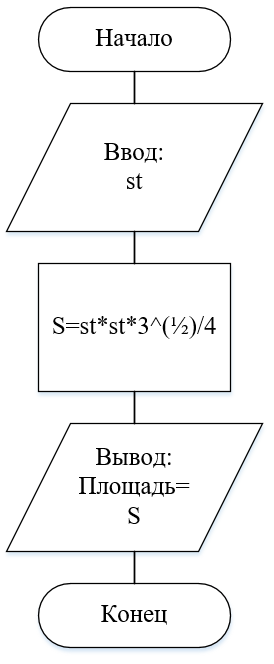 Начало
Ввод:
st
S=st*st*3^(½)/4
Вывод:
Площадь=
S
Конец